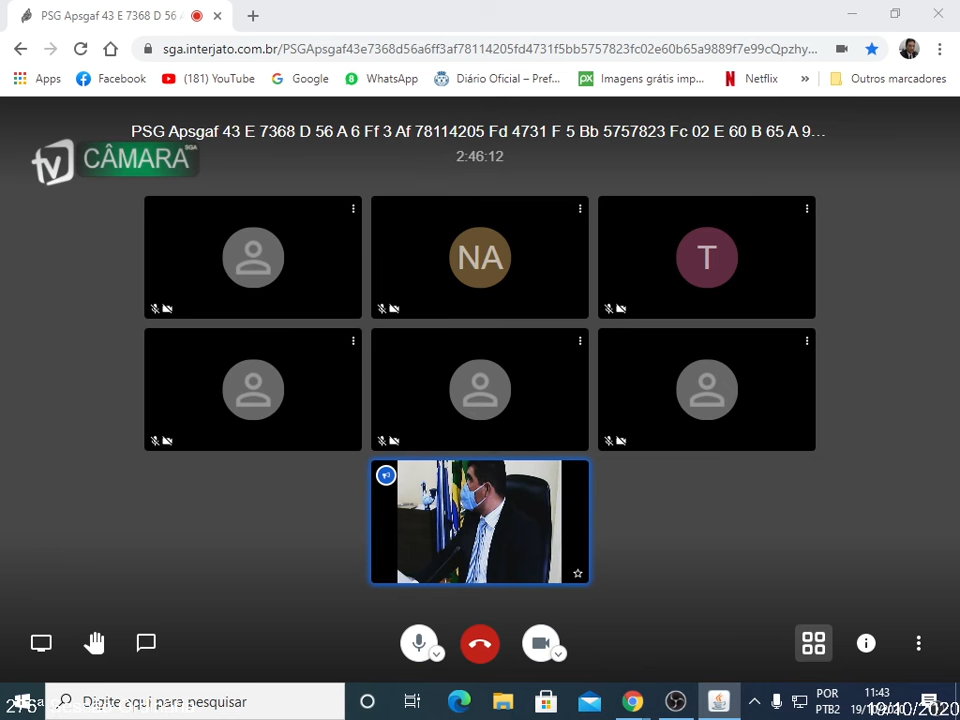 PSG Apsgaf 43 E 7368 D 56 A
sga.interjato.com.br/PSGApsgaf43e7368d56a6ff3af78114205fd4731f5bb5757823fc02e60b65a9889f7e99cQpzhy...
Apps
Facebook
(181) YouTube
Google
WhatsApp
Diário Oficial – Pref...
Imagens grátis imp...
Netflix
»
Outros marcadores
PSG Apsgaf 43 E 7368 D 56 A 6 Ff 3 Af 78114205 Fd 4731 F 5 Bb 5757823 Fc 02 E 60 B 65 A 9...
2:46:12
tv CÂMARA SGA
NA
T
Digite aqui para pesquisar
POR
PTB2
11:43
19/10/2020